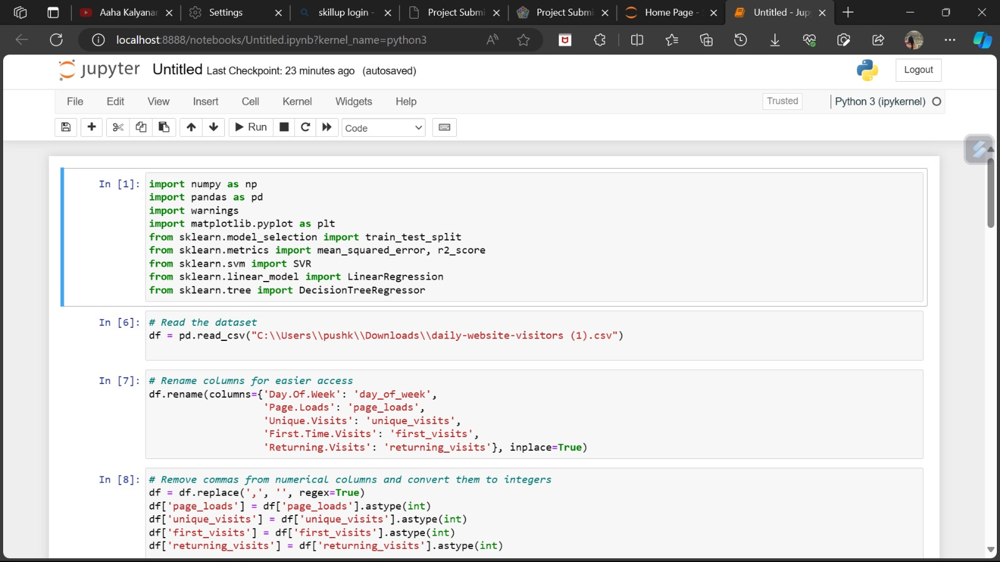 Aaha Kalyanar
Settings
skillup login -
Project Submi
Project Submi
Home Page -
Untitled - Jup
localhost:8888/notebooks/Untitled.ipynb?kernel_name=python3
jupyter Untitled Last Checkpoint: 23 minutes ago (autosaved)
Logout
File Edit View Insert Cell Kernel Widgets Help
Trusted
Python 3 (ipykernel)
Run
Code
In [1]: import numpy as np
import pandas as pd
import warnings
import matplotlib.pyplot as plt
from sklearn.model_selection import train_test_split
from sklearn.metrics import mean_squared_error, r2_score
from sklearn.svm import SVR
from sklearn.linear_model import LinearRegression
from sklearn.tree import DecisionTreeRegressor
In [6]: # Read the dataset
df = pd.read_csv("C:\\Users\\pushk\\Downloads\\daily-website-visitors (1).csv")
In [7]: # Rename columns for easier access
df.rename(columns={'Day.Of.Week': 'day_of_week',
'Page.Loads': 'page_loads',
'Unique.Visits': 'unique_visits',
'First.Time.Visits': 'first_visits',
'Returning.Visits': 'returning_visits'}, inplace=True)
In [8]: # Remove commas from numerical columns and convert them to integers
df = df.replace(',', '', regex=True)
df['page_loads'] = df['page_loads'].astype(int)
df['unique_visits'] = df['unique_visits'].astype(int)
df['first_visits'] = df['first_visits'].astype(int)
df['returning_visits'] = df['returning_visits'].astype(int)